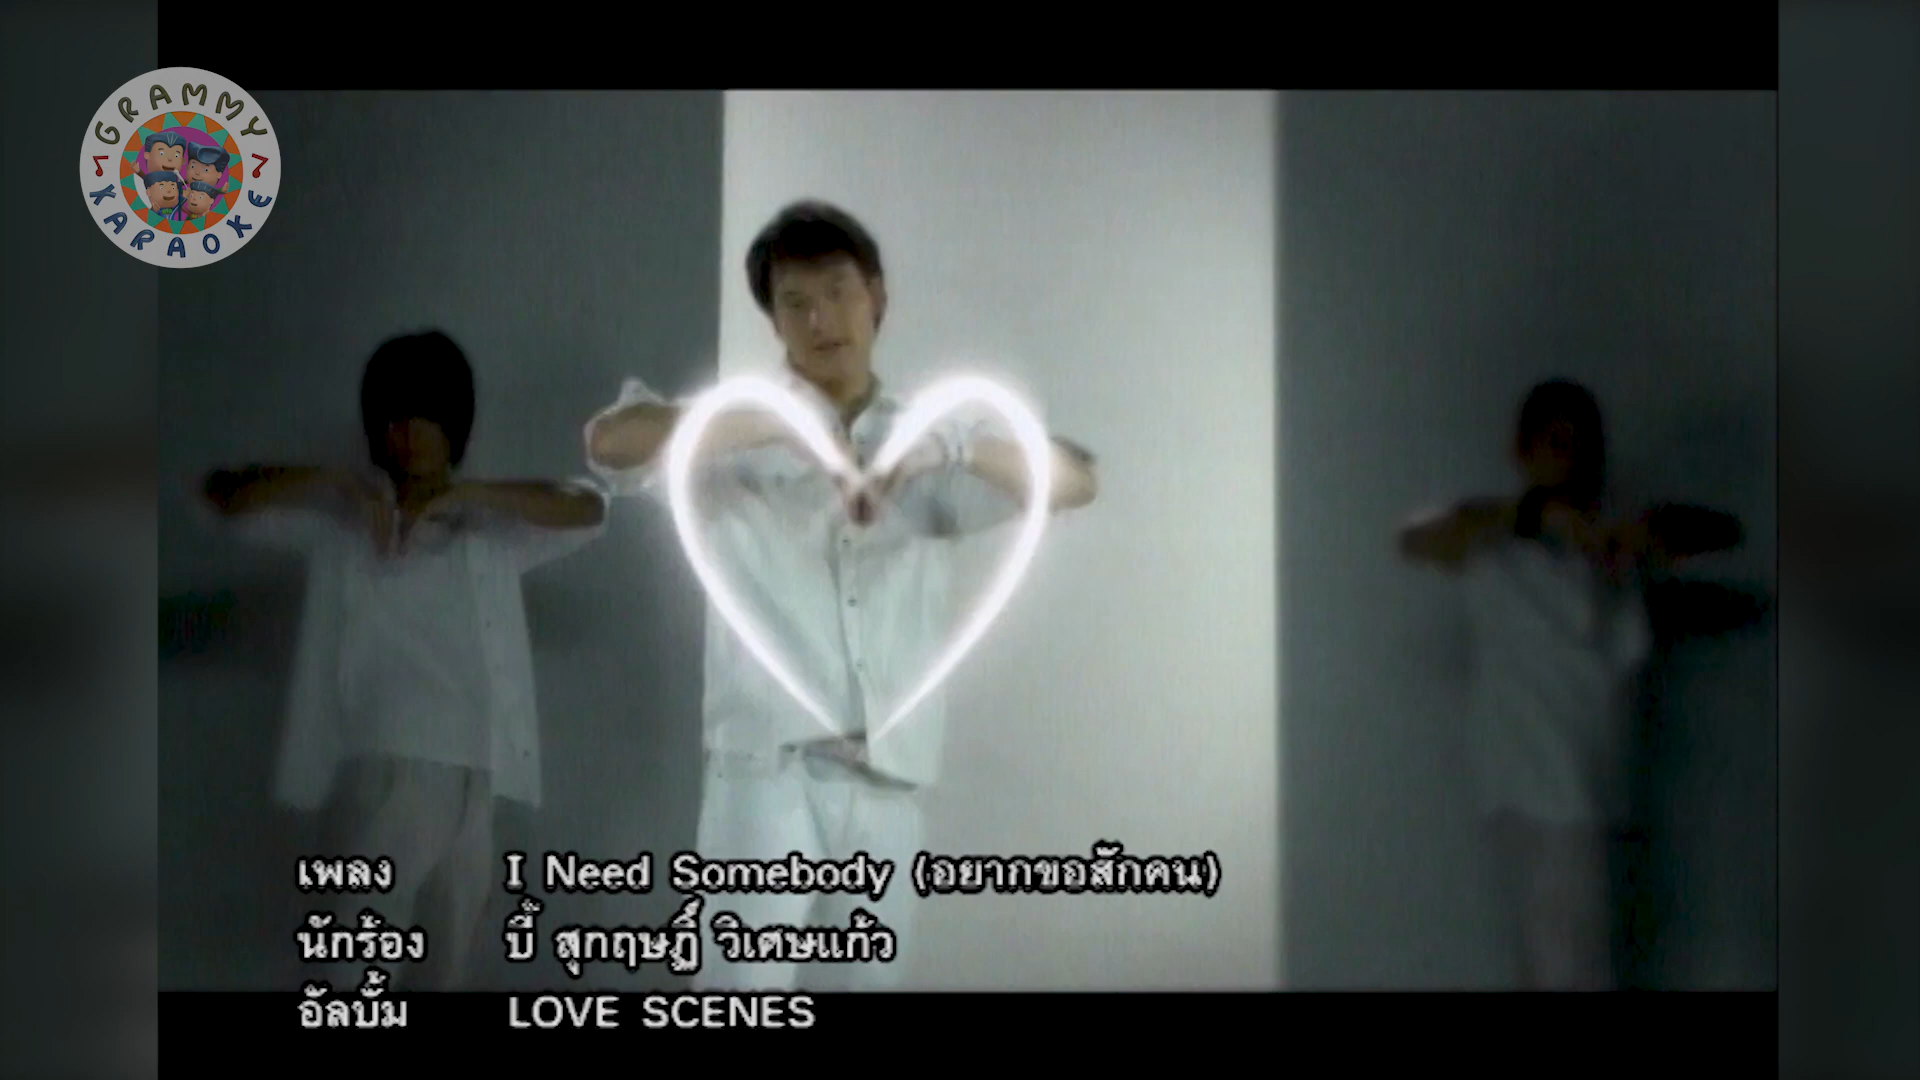 GRAMMY
KARAOKE
เพลง I Need Somebody (อยากขอสักคน)
นักร้อง บี้ สุกฤษฎิ์ วิเศษแก้ว
อัลบั้ม LOVE SCENES